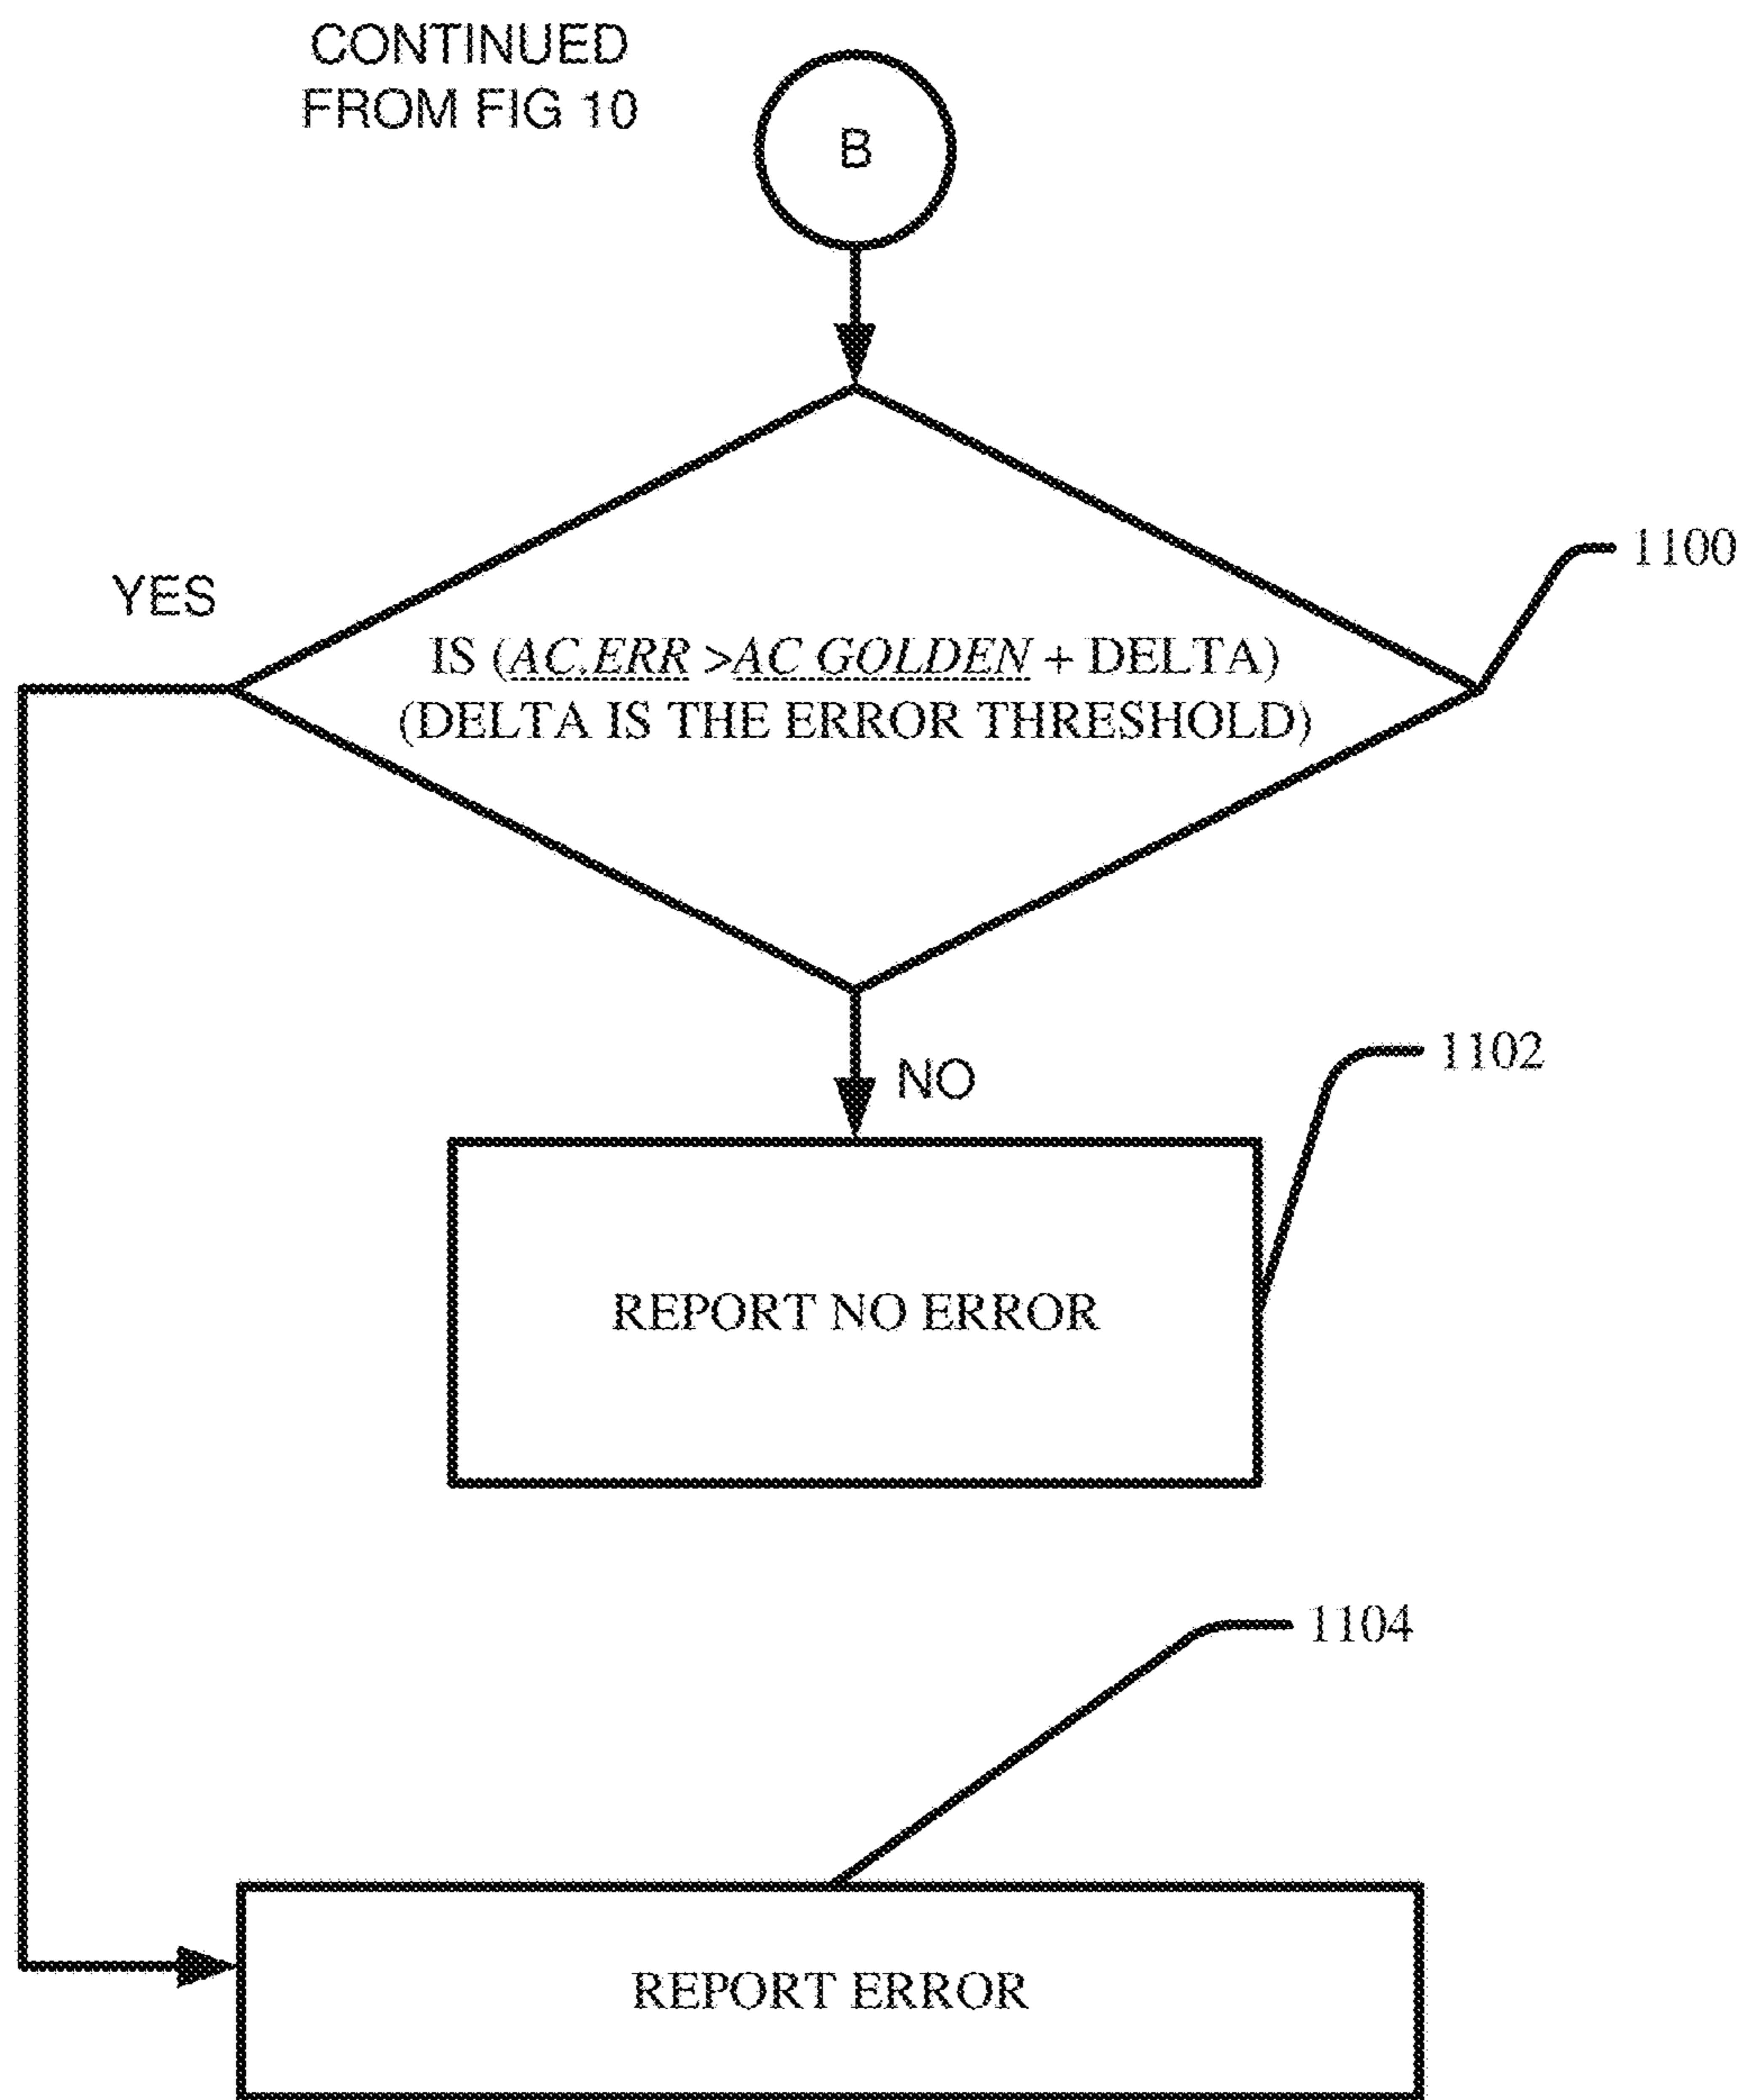 CONTINUED
FROM FIG 10
B
1100
YES
IS (AC.ERR >AC GOLDEN + DELTA)
(DELTA IS THE ERROR THRESHOLD)
NO
1102
REPORT NO ERROR
1104
REPORT ERROR